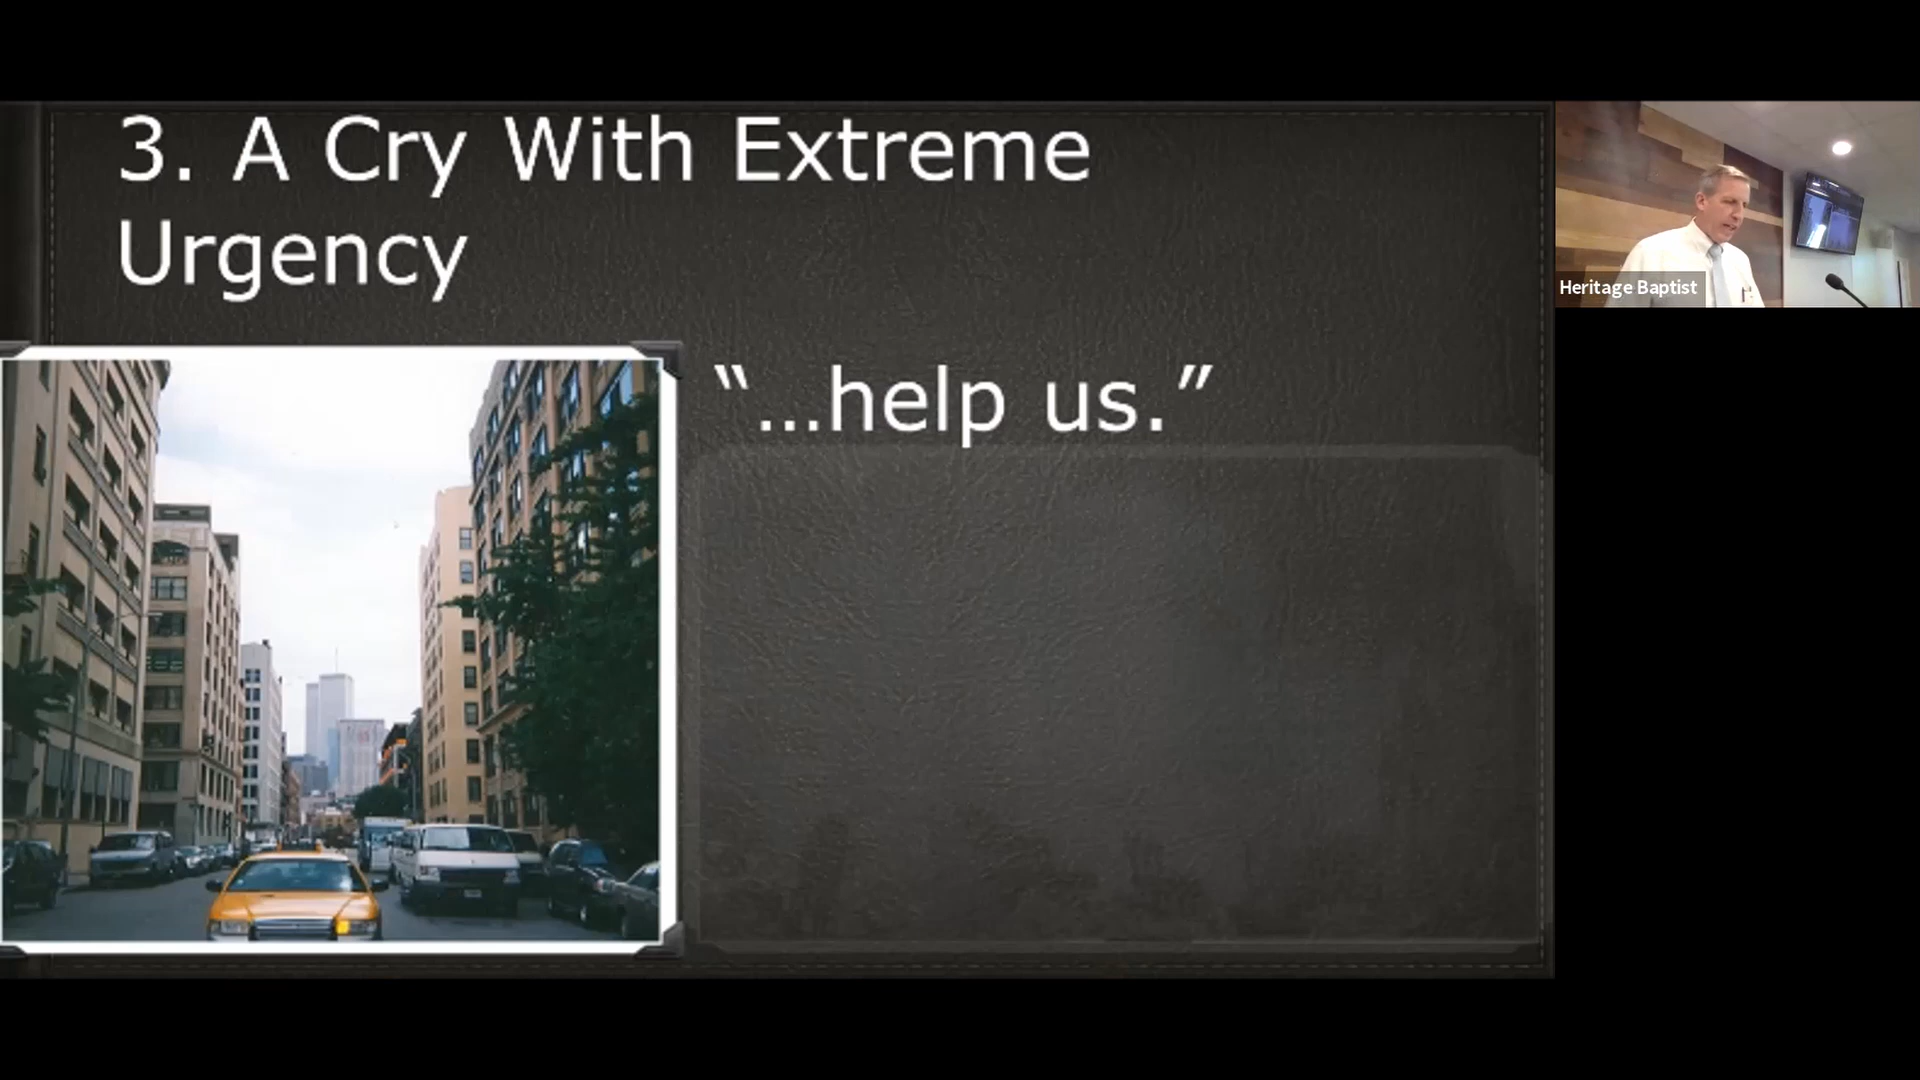 3. A Cry With Extreme
Urgency
“…help us.”
Heritage Baptist